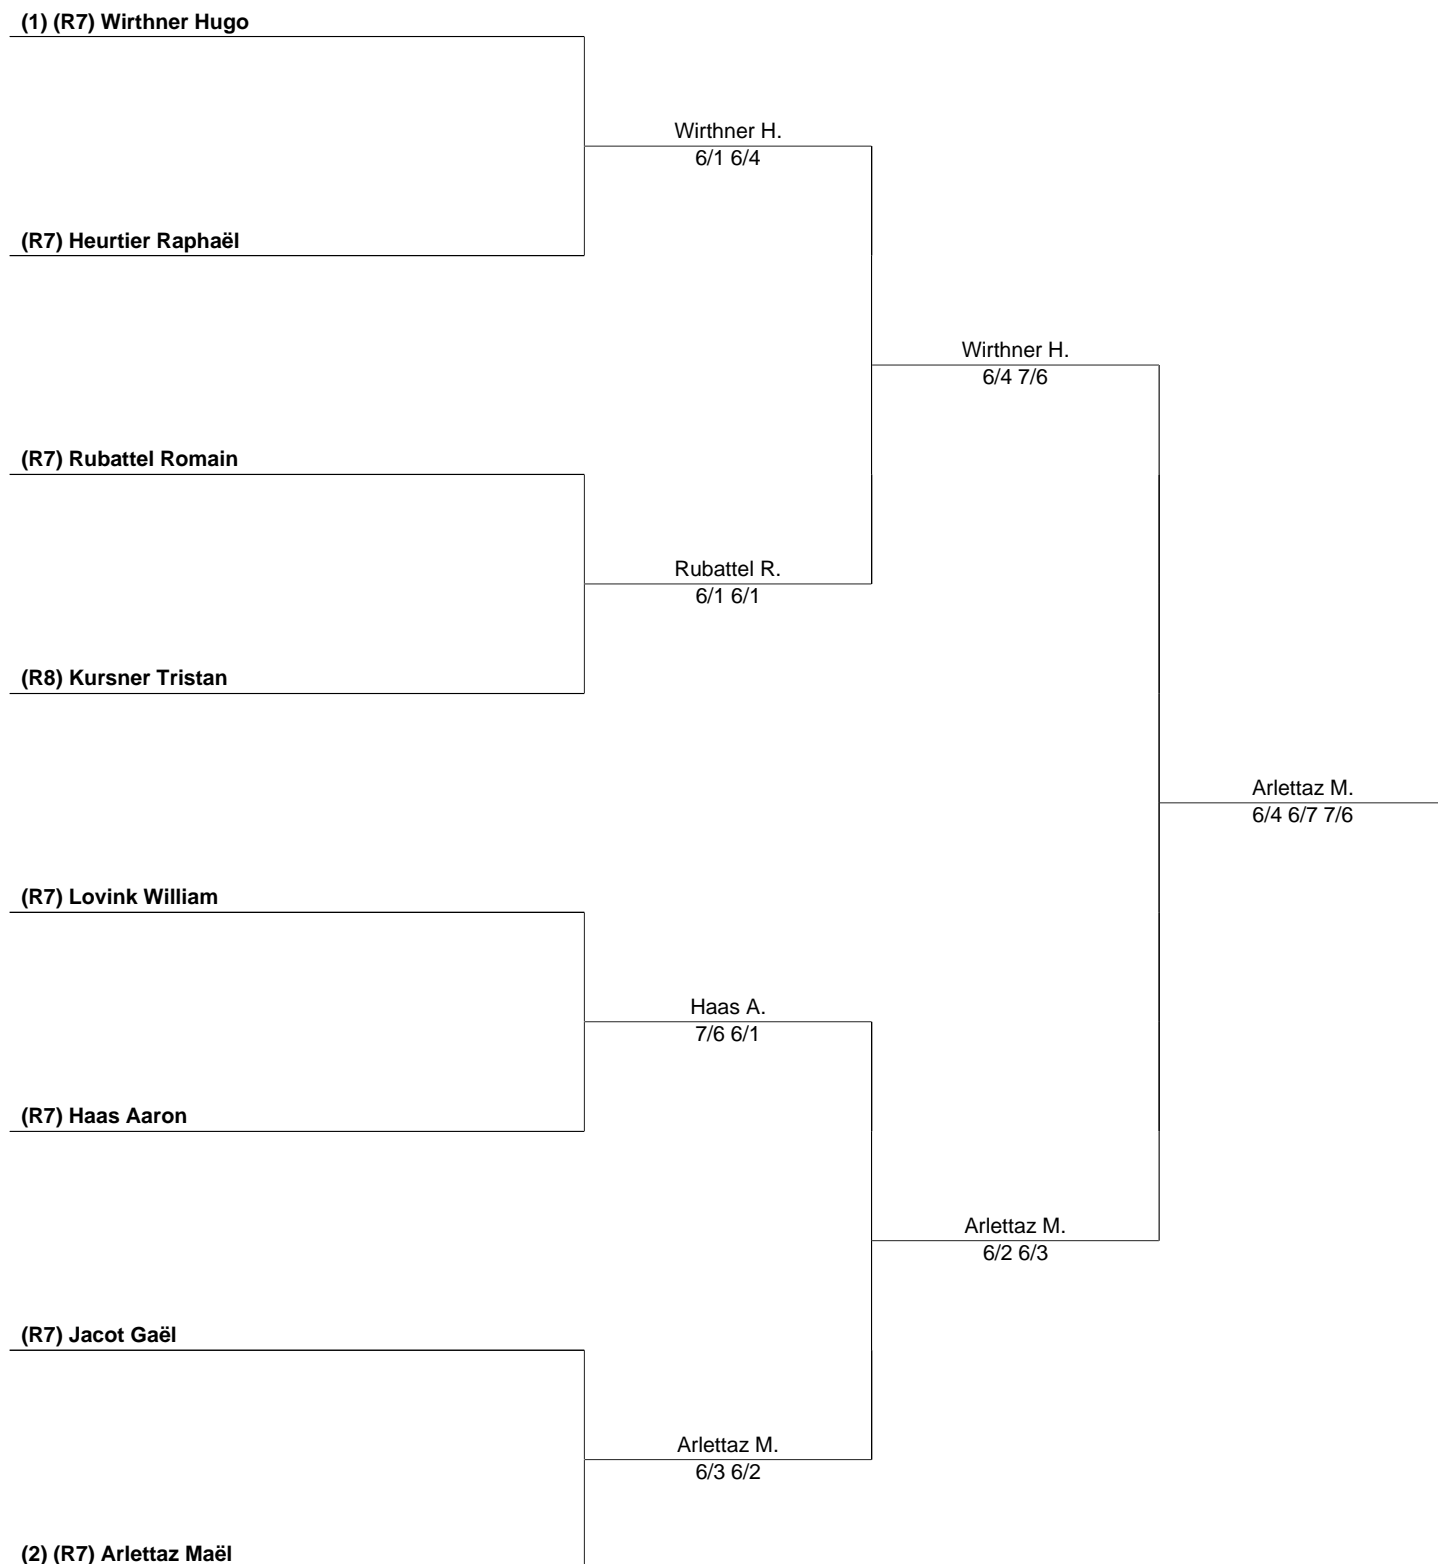 (1) (R7) Wirthner Hugo
Wirthner H.
6/1 6/4
(R7) Heurtier Raphaël
Wirthner H.
6/4 7/6
(R7) Rubattel Romain
Rubattel R.
6/1 6/1
(R8) Kursner Tristan
Arlettaz M.
6/4 6/7 7/6
(R7) Lovink William
Haas A.
7/6 6/1
(R7) Haas Aaron
Arlettaz M.
6/2 6/3
(R7) Jacot Gaël
Arlettaz M.
6/3 6/2
(2) (R7) Arlettaz Maël